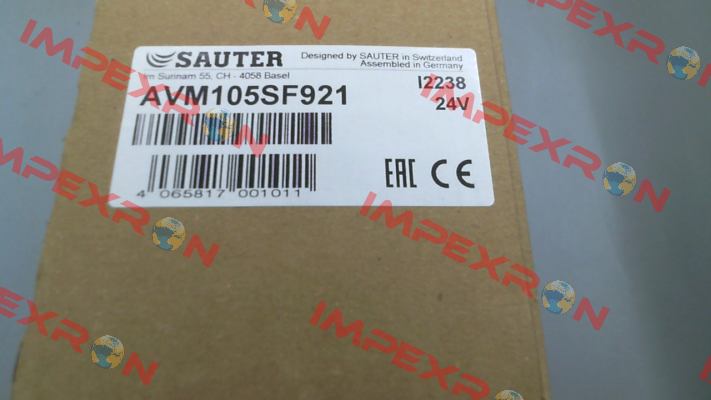 SAUTER
Designed by SAUTER in Switzerland
Assembled in Germany
Im Surinam 55, CH - 4058 Basel
AVM105SF921
I2238
24V
4 065817 001011
EAC CE
IMPEXRON
IMPEXRON
IMPEXRON
IMPEXRON
IMPEXRON
IMPEXRON